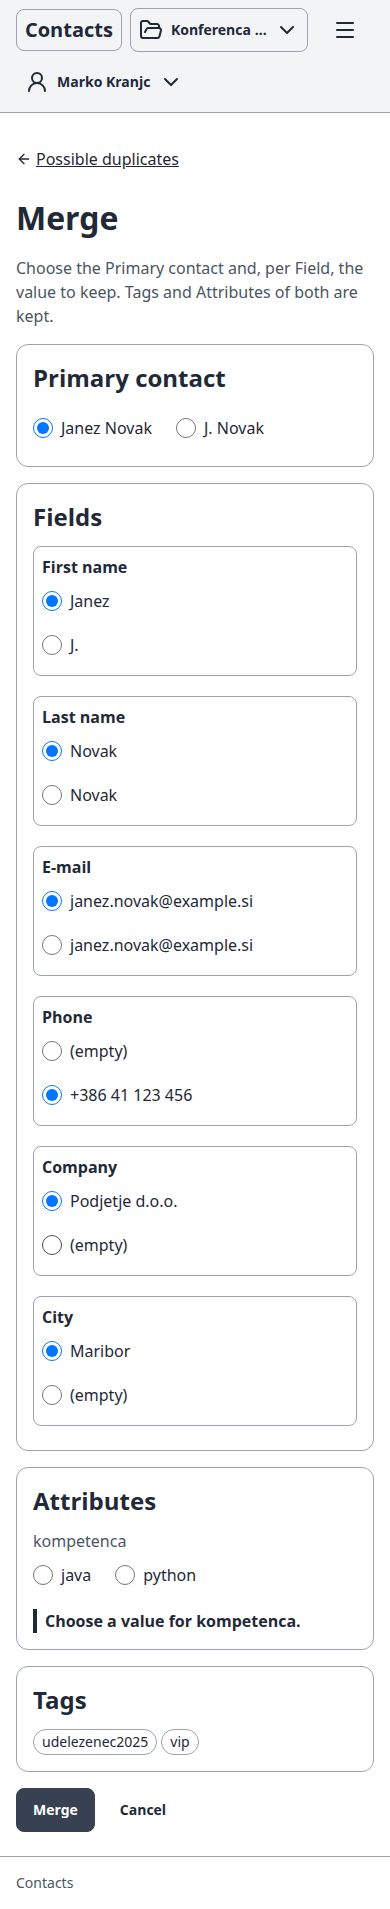 Contacts
Konferenca ...
Marko Kranjc
← Possible duplicates
Merge
Choose the Primary contact and, per Field, the
value to keep. Tags and Attributes of both are
kept.
Primary contact
Janez Novak J. Novak
Fields
First name
Janez
J.
Last name
Novak
Novak
E-mail
janez.novak@example.si
janez.novak@example.si
Phone
(empty)
+386 41 123 456
Company
Podjetje d.o.o.
(empty)
City
Maribor
(empty)
Attributes
kompetenca
java python
Choose a value for kompetenca.
Tags
udelezenec2025 vip
Merge Cancel
Contacts